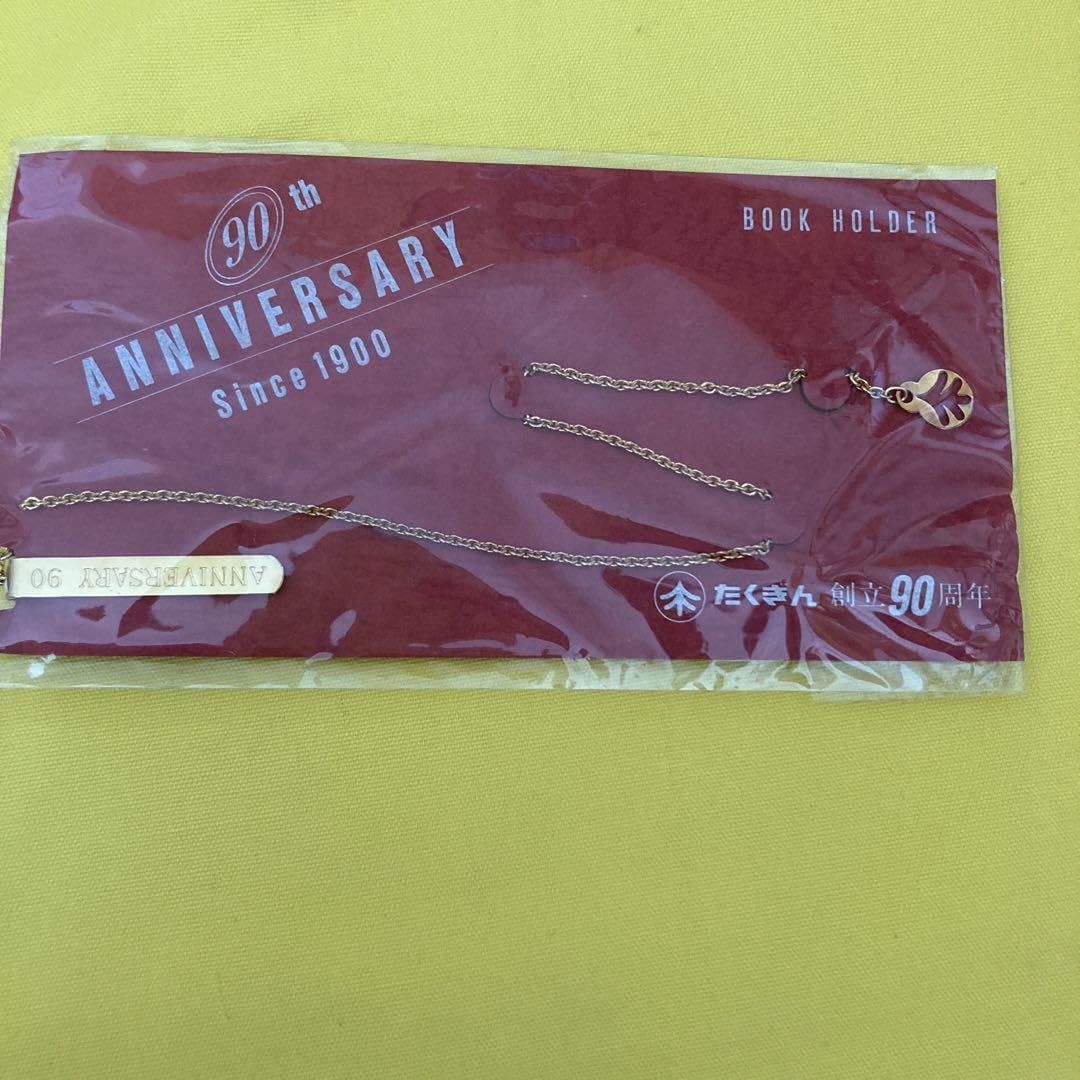 90th
ANNIVERSARY
Since 1900
BOOK HOLDER
ANNIVERSARY 90
たくぎん 創立90周年